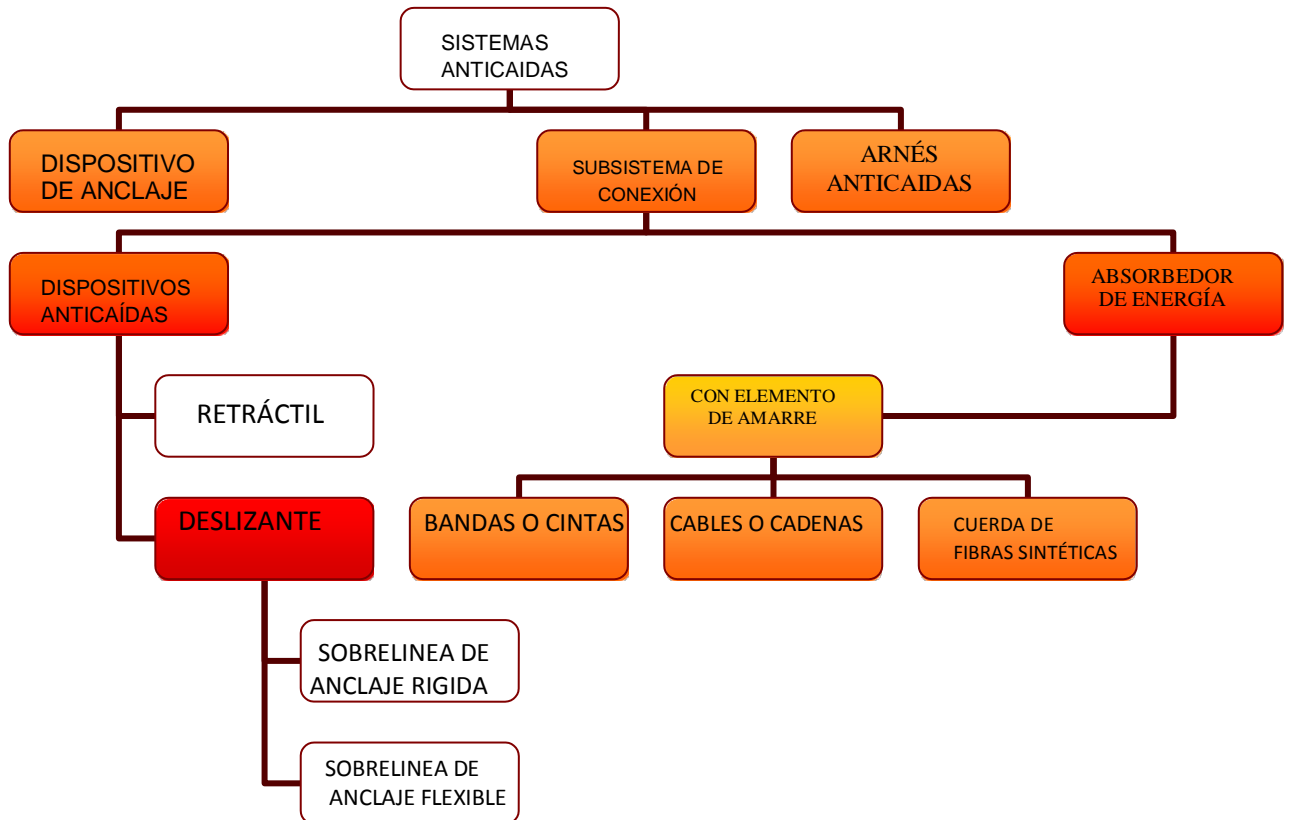 SISTEMAS
ANTICAIDAS
DISPOSITIVO
DE ANCLAJE
SUBSISTEMA DE
CONEXIÓN
ARNÉS
ANTICAIDAS
DISPOSITIVOS
ANTICAÍDAS
ABSORBEDOR
DE ENERGÍA
RETRÁCTIL
CON ELEMENTO
DE AMARRE
DESLIZANTE
BANDAS O CINTAS
CABLES O CADENAS
CUERDA DE
FIBRAS SINTÉTICAS
SOBRELINEA DE
ANCLAJE RIGIDA
SOBRELINEA DE
ANCLAJE FLEXIBLE